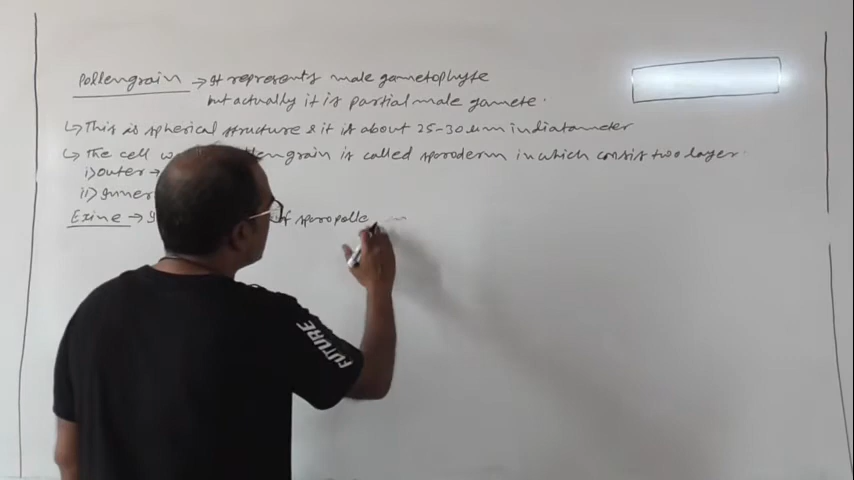 Pollengrain → It represents male gametophyte
but actually it is partial male gamete.
↳ This is spherical structure & it is about 25-30 µm in diatameter
↳ The cell w llengrain is called sporoderm in which consist two layer.
i) outer →
ii) Inner
Exine → of sporopolle
FUTURE